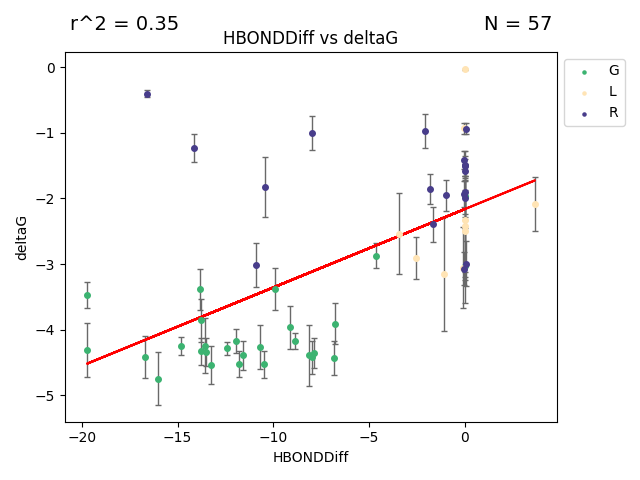 r^2 = 0.35
N = 57
HBONDDiff vs deltaG
G
L
R
0
−1
−2
−3
−4
−5
deltaG
−20
−15
−10
−5
0
HBONDDiff